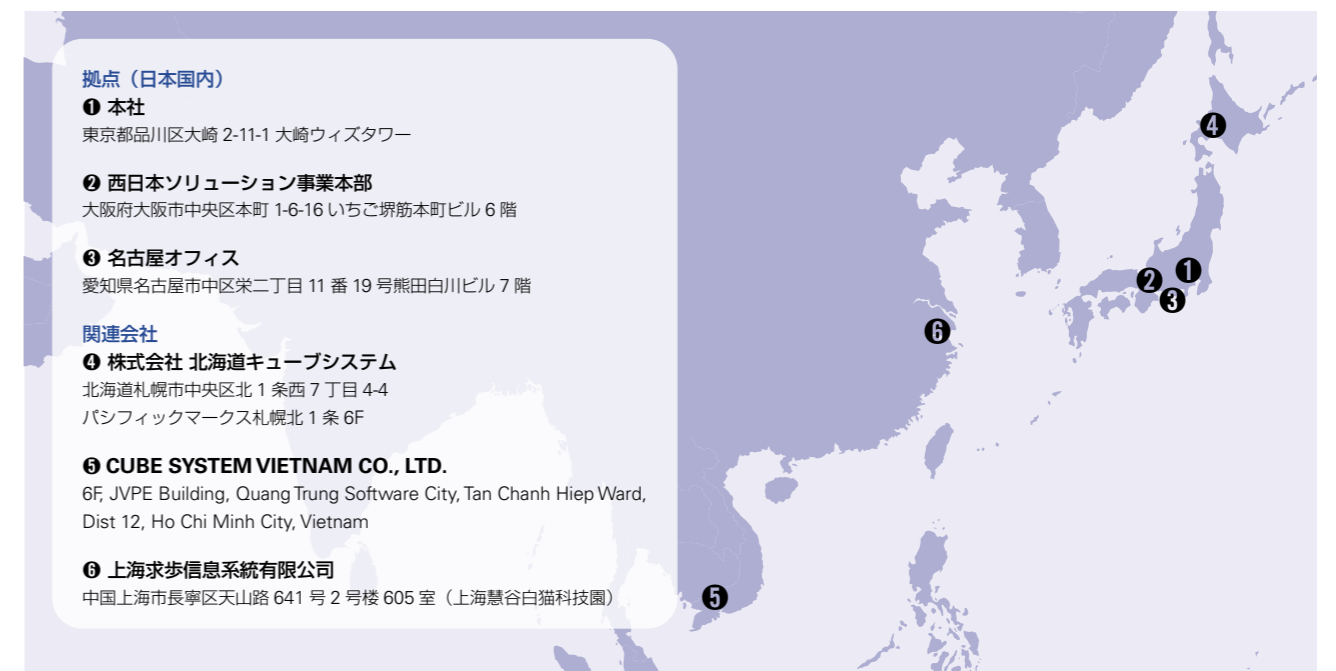 拠点（日本国内）
❶ 本社
東京都品川区大崎 2-11-1 大崎ウィズタワー
❷ 西日本ソリューション事業本部
大阪府大阪市中央区本町 1-6-16 いちご堺筋本町ビル 6 階
❸ 名古屋オフィス
愛知県名古屋市中区栄二丁目 11 番 19 号熊田白川ビル 7 階
関連会社
❹ 株式会社 北海道キューブシステム
北海道札幌市中央区北 1 条西 7 丁目 4-4
パシフィックマークス札幌北 1 条 6F
❺ CUBE SYSTEM VIETNAM CO., LTD.
6F, JVPE Building, Quang Trung Software City, Tan Chanh Hiep Ward,
Dist 12, Ho Chi Minh City, Vietnam
❻ 上海求歩信息系統有限公司
中国上海市長寧区天山路 641 号 2 号楼 605 室（上海慧谷白猫科技園）
❹
❶
❷
❸
❻
❺